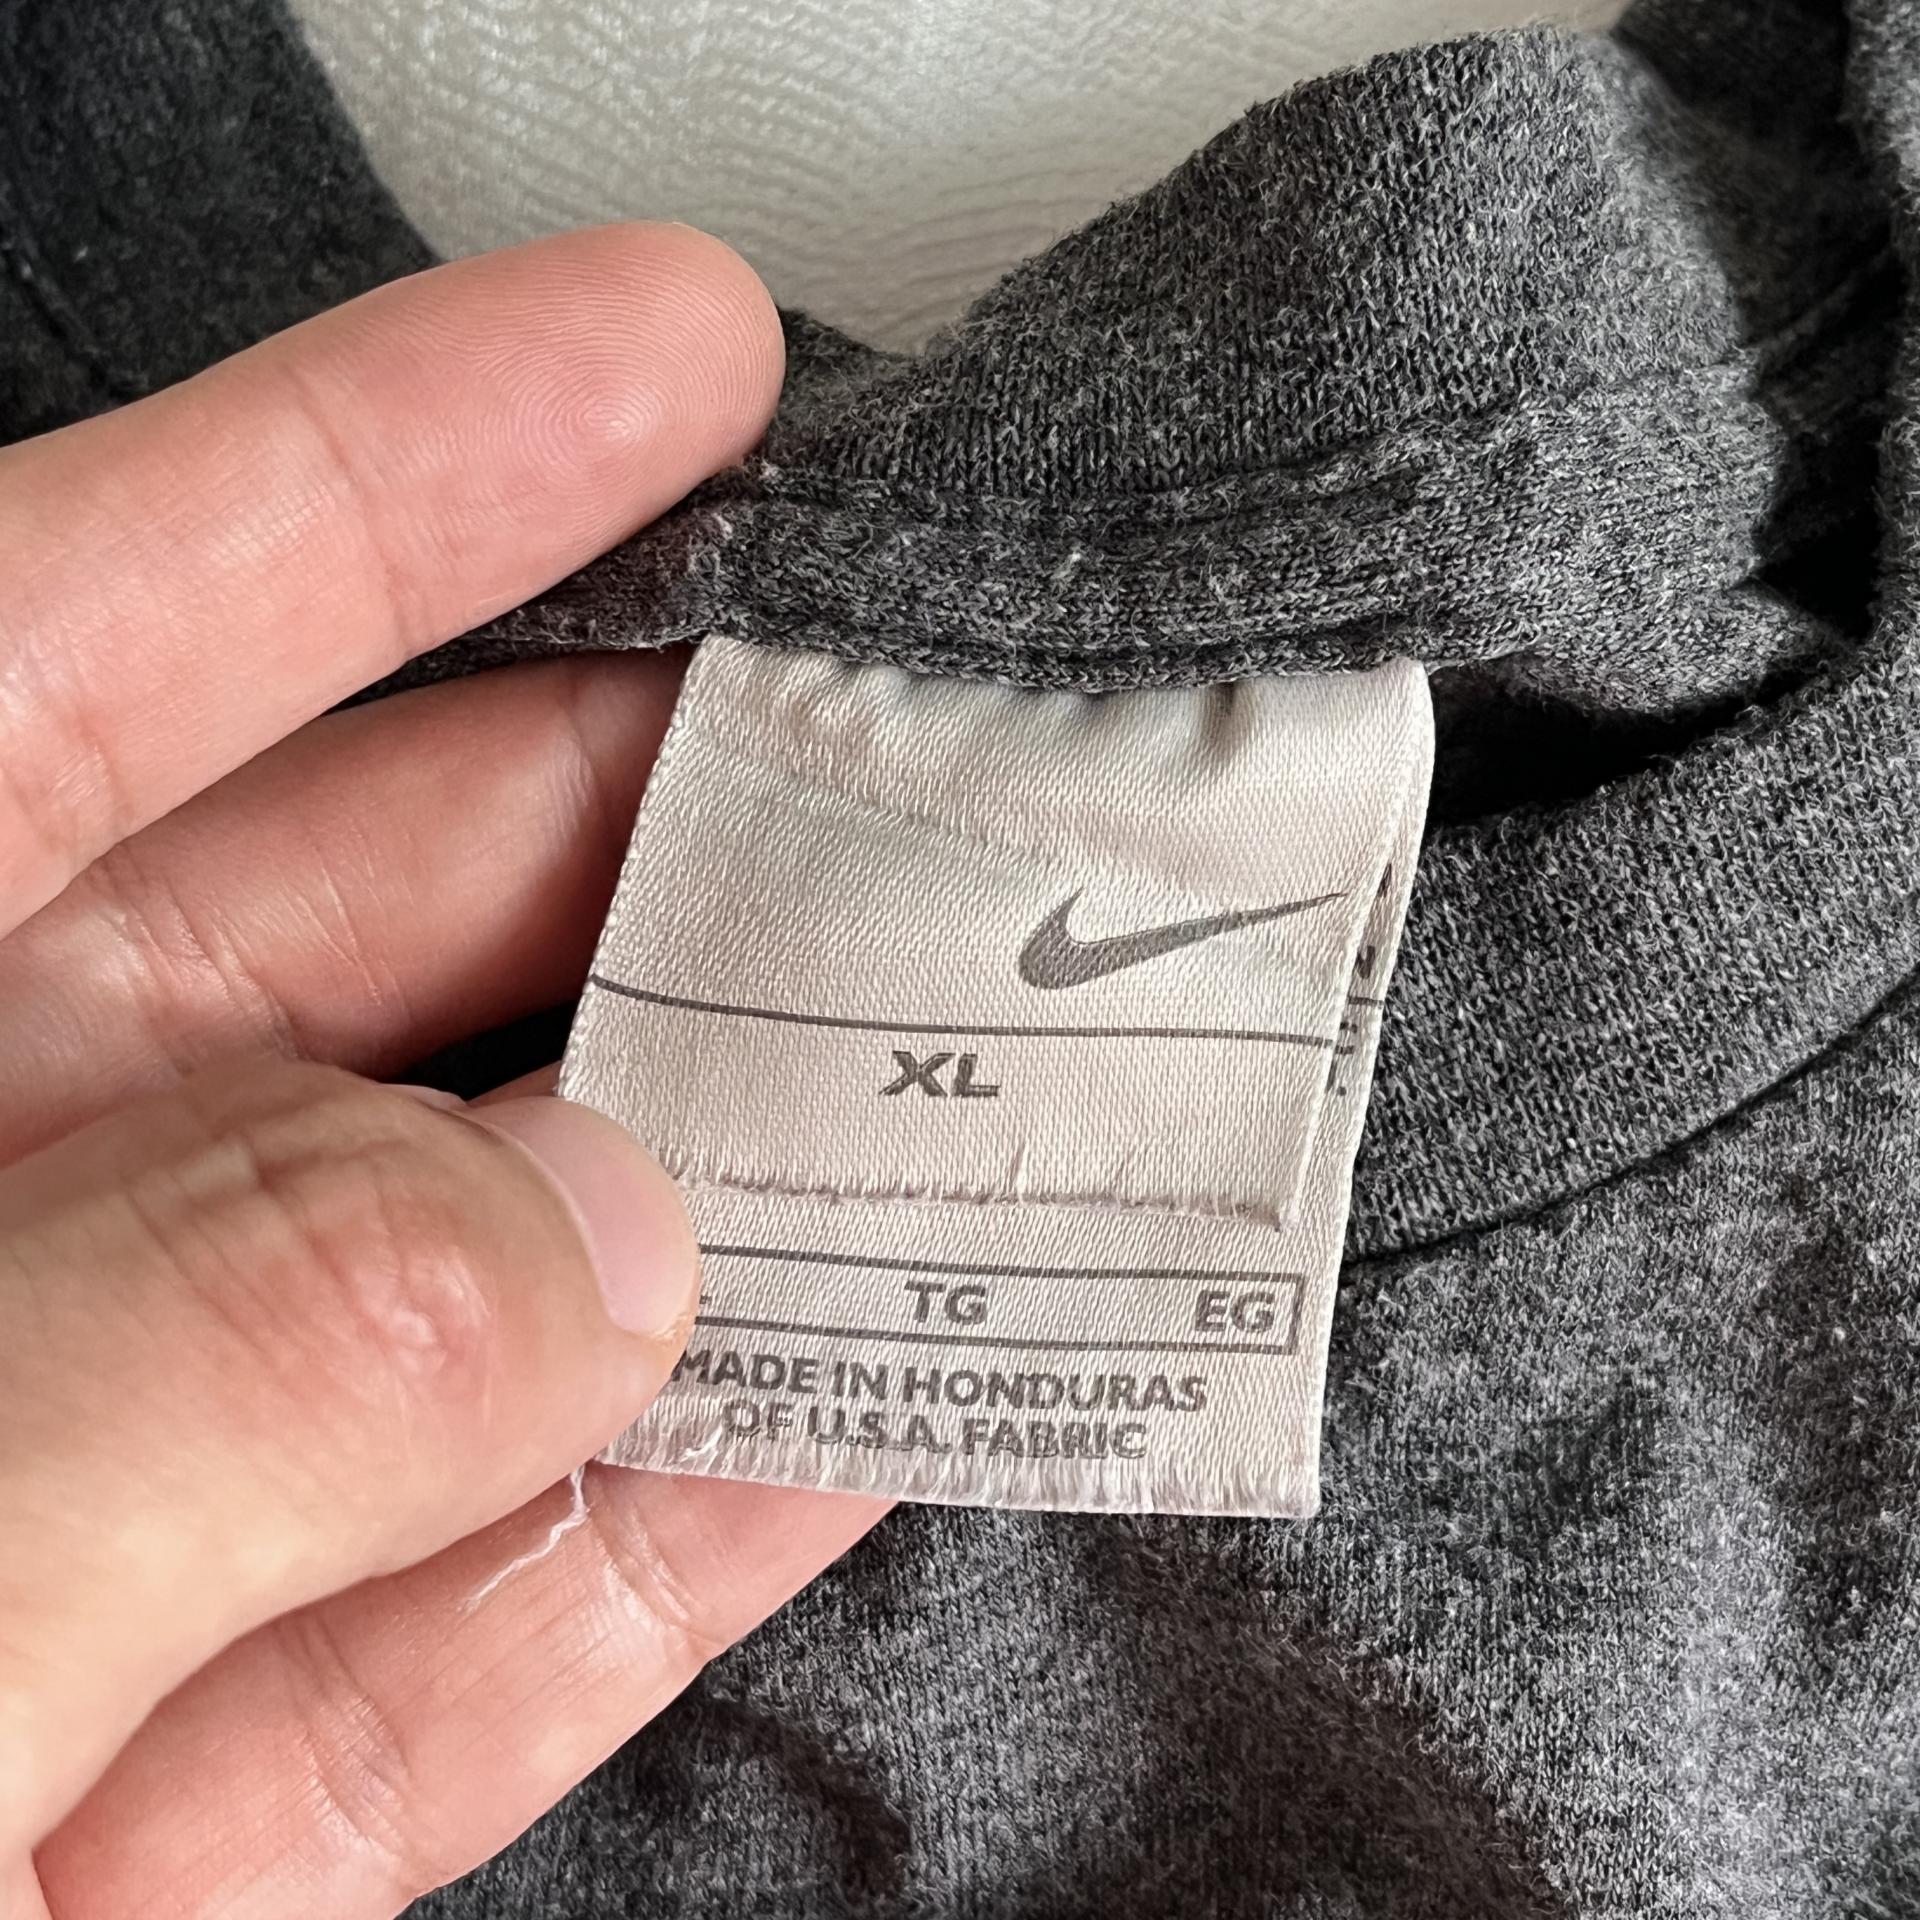 XL
TG EG
MADE IN HONDURAS
OF U.S.A. FABRIC